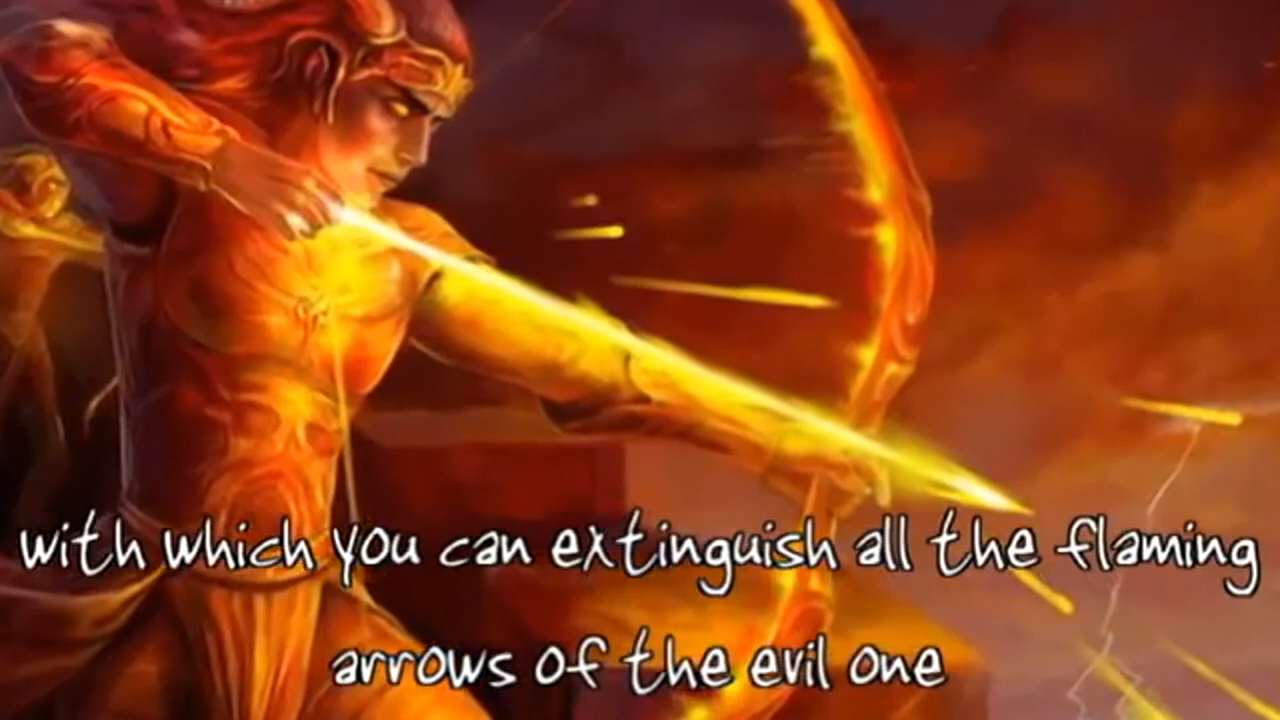 with which you can extinguish all the flaming
arrows of the evil one